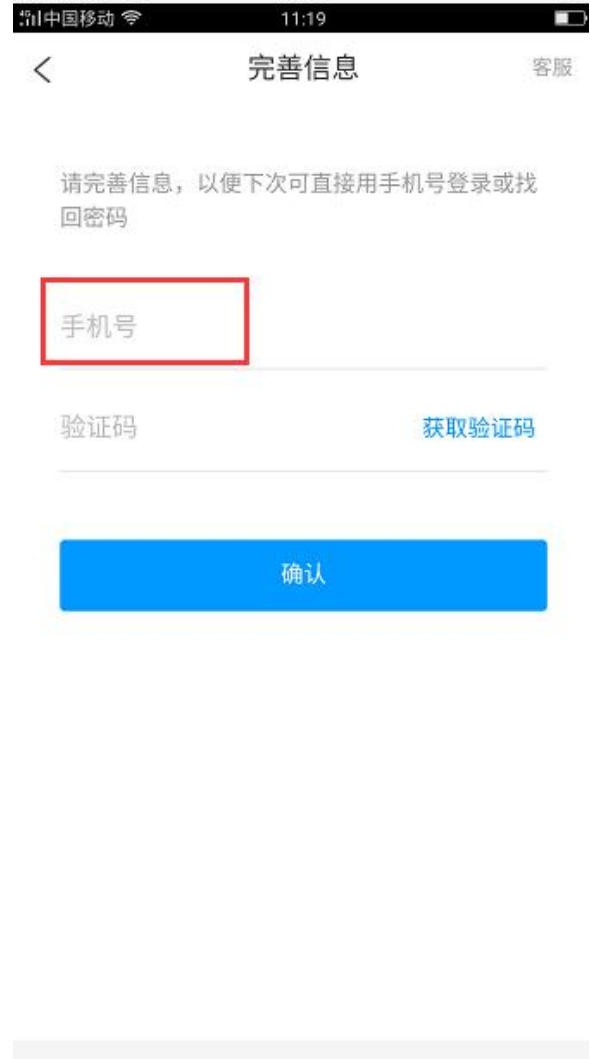 中国移动 11:19
完善信息 客服
请完善信息，以便下次可直接用手机号登录或找
回密码
手机号
验证码 获取验证码
确认